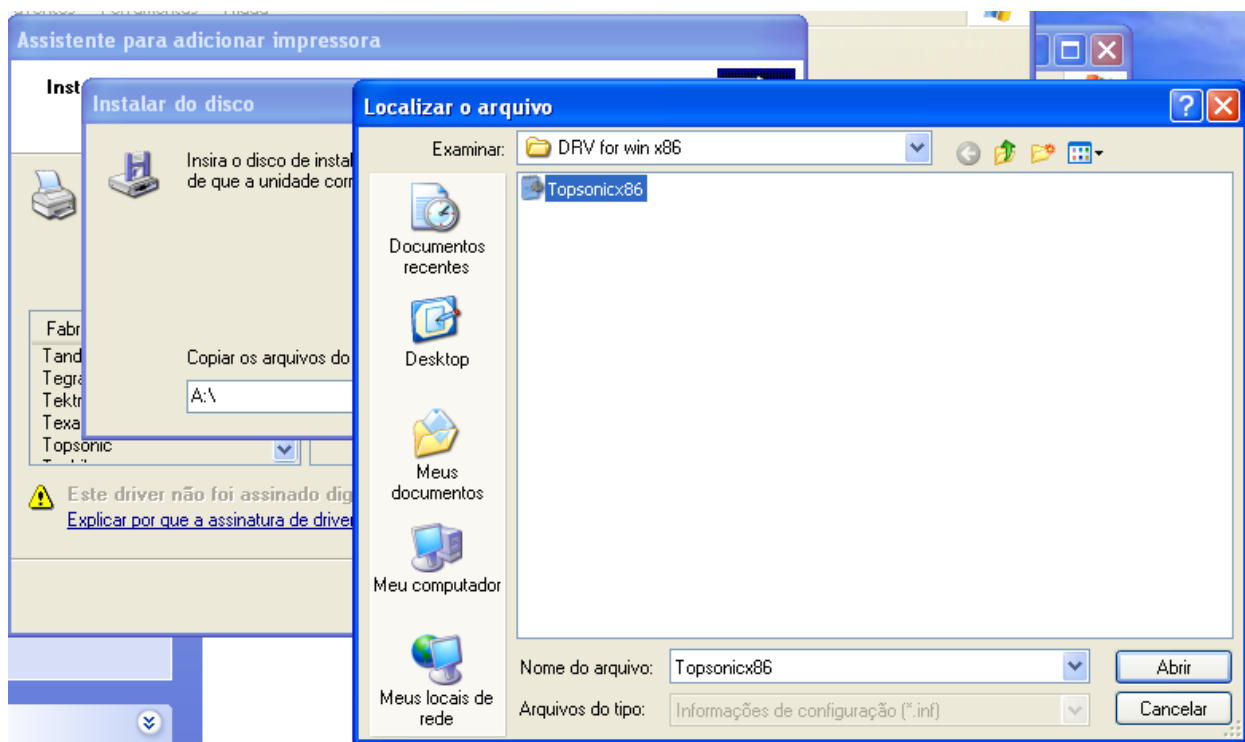 Assistente para adicionar impressora
Inst
Instalar do disco
Insira o disco de instal
de que a unidade corr
Copiar os arquivos do
A:\
Fabr
Tand
Tegra
Tektr
Texa
Topsonic
Este driver não foi assinado dig
Explicar por que a assinatura de driver
Localizar o arquivo
Examinar:
DRV for win x86
Topsonicx86
Documentos
recentes
Desktop
Meus
documentos
Meu computador
Meus locais de
rede
Nome do arquivo:
Topsonicx86
Abrir
Arquivos do tipo:
Informações de configuração (*.inf)
Cancelar